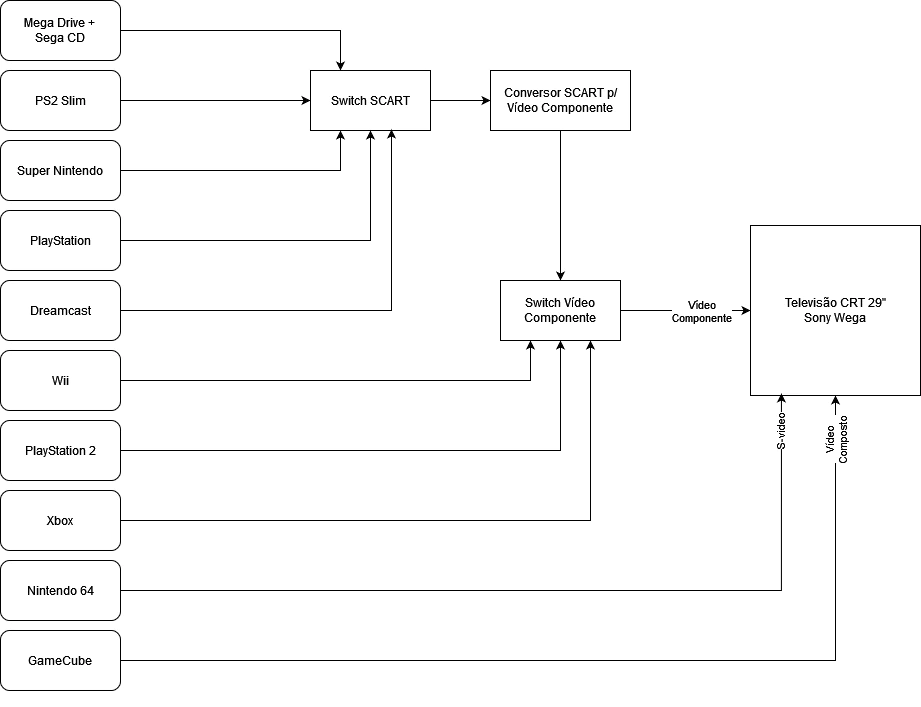 Mega Drive +
Sega CD
PS2 Slim
Switch SCART
Conversor SCART p/
Vídeo Componente
Super Nintendo
PlayStation
Dreamcast
Switch Vídeo
Componente
Vídeo
Componente
Televisão CRT 29"
Sony Wega
Wii
PlayStation 2
S-video
Vídeo
Composto
Xbox
Nintendo 64
GameCube